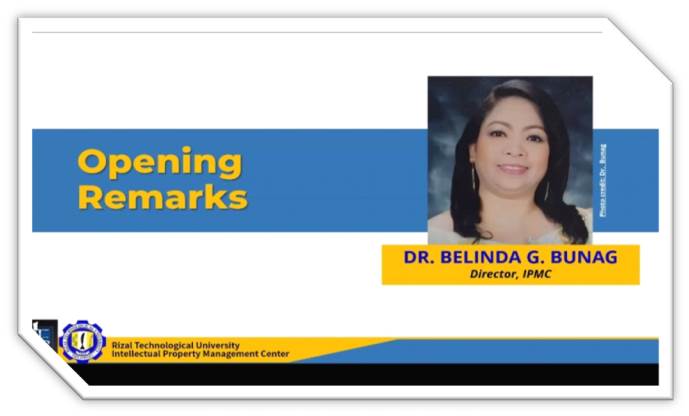 Opening
Remarks
Photo credit: Dr. Bunag
DR. BELINDA G. BUNAG
Director, IPMC
Rizal Technological University
Intellectual Property Management Center